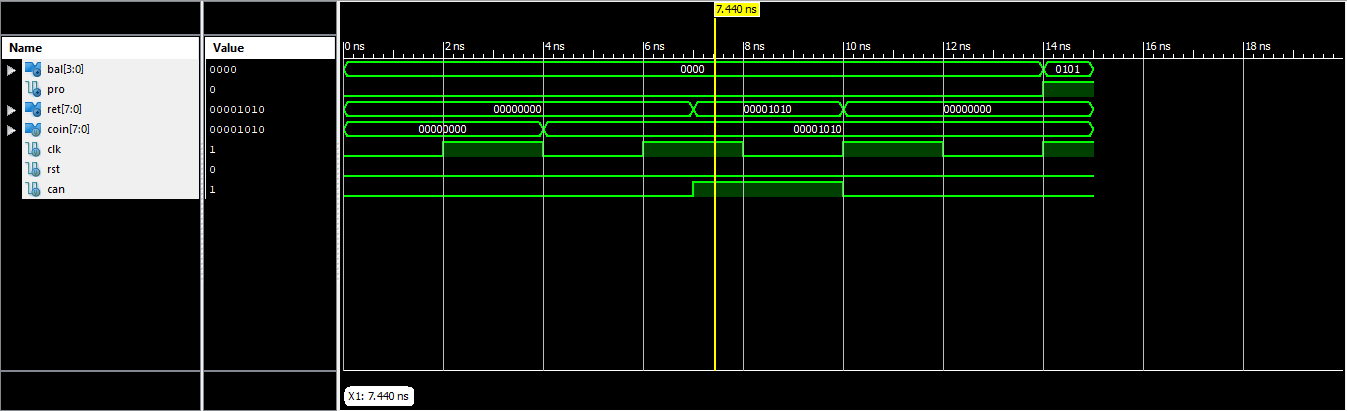 7.440 ns
Name Value
0 ns 2 ns 4 ns 6 ns 8 ns 10 ns 12 ns 14 ns 16 ns 18 ns
bal[3:0] 0000 0000 0101
pro 0
ret[7:0] 00001010 00000000 00001010 00000000
coin[7:0] 00001010 00000000 00001010
clk 1
rst 0
can 1
X1: 7.440 ns